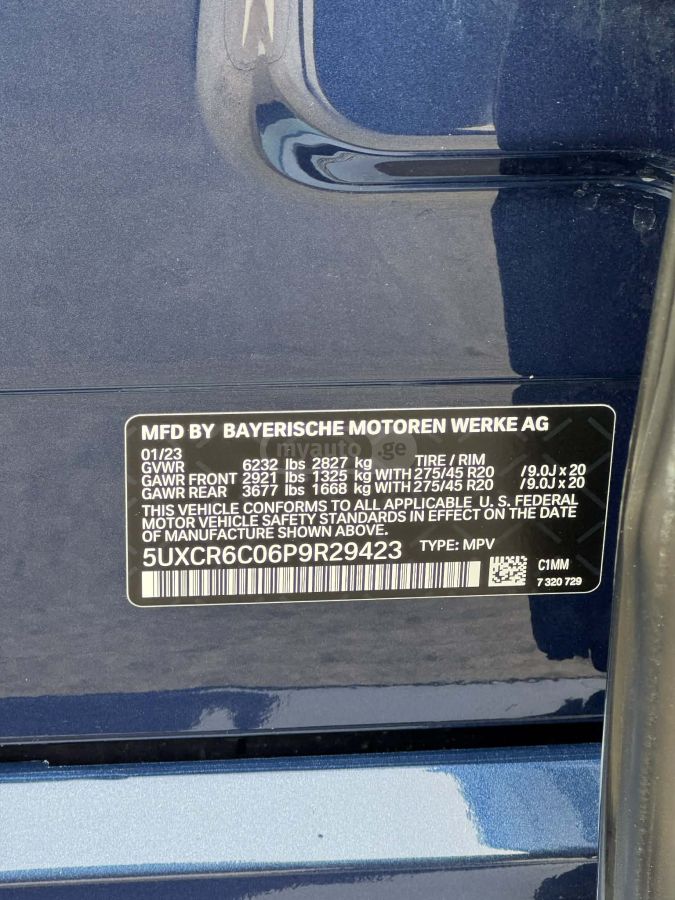 MFD BY BAYERISCHE MOTOREN WERKE AG
01/23
GVWR 6232 lbs 2827 kg TIRE / RIM
GAWR FRONT 2921 lbs 1325 kg WITH 275/45 R20 / 9.0J x 20
GAWR REAR 3677 lbs 1668 kg WITH 275/45 R20 / 9.0J x 20
THIS VEHICLE CONFORMS TO ALL APPLICABLE U. S. FEDERAL
MOTOR VEHICLE SAFETY STANDARDS IN EFFECT ON THE DATE
OF MANUFACTURE SHOWN ABOVE.
5UXCR6C06P9R29423 TYPE: MPV
C1MM
7 320 729
myauto.ge